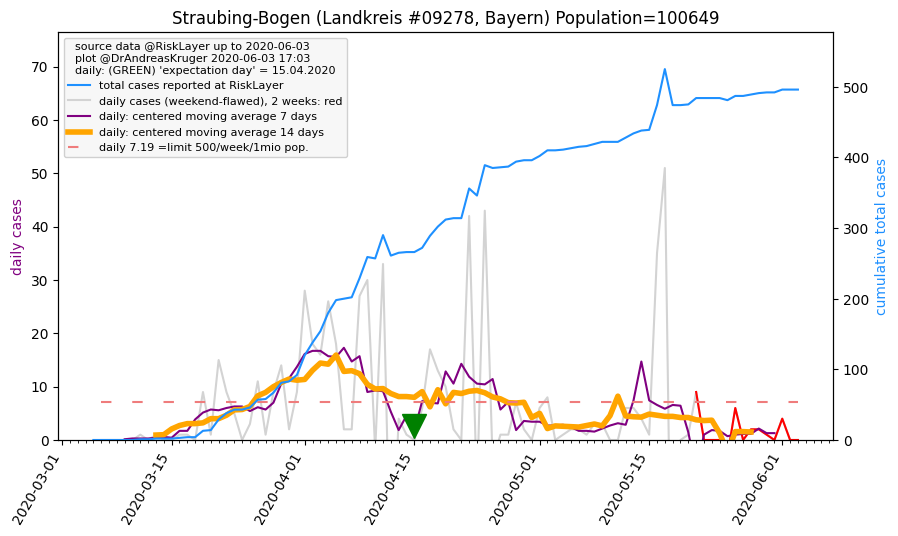 Straubing-Bogen (Landkreis #09278, Bayern) Population=100649
source data @RiskLayer up to 2020-06-03
plot @DrAndreasKruger 2020-06-03 17:03
daily: (GREEN) 'expectation day' = 15.04.2020
total cases reported at RiskLayer
daily cases (weekend-flawed), 2 weeks: red
daily: centered moving average 7 days
daily: centered moving average 14 days
daily 7.19 =limit 500/week/1mio pop.
daily cases
70
60
50
40
30
20
10
0
500
400
300
200
100
0
cumulative total cases
2020-03-01
2020-03-15
2020-04-01
2020-04-15
2020-05-01
2020-05-15
2020-06-01